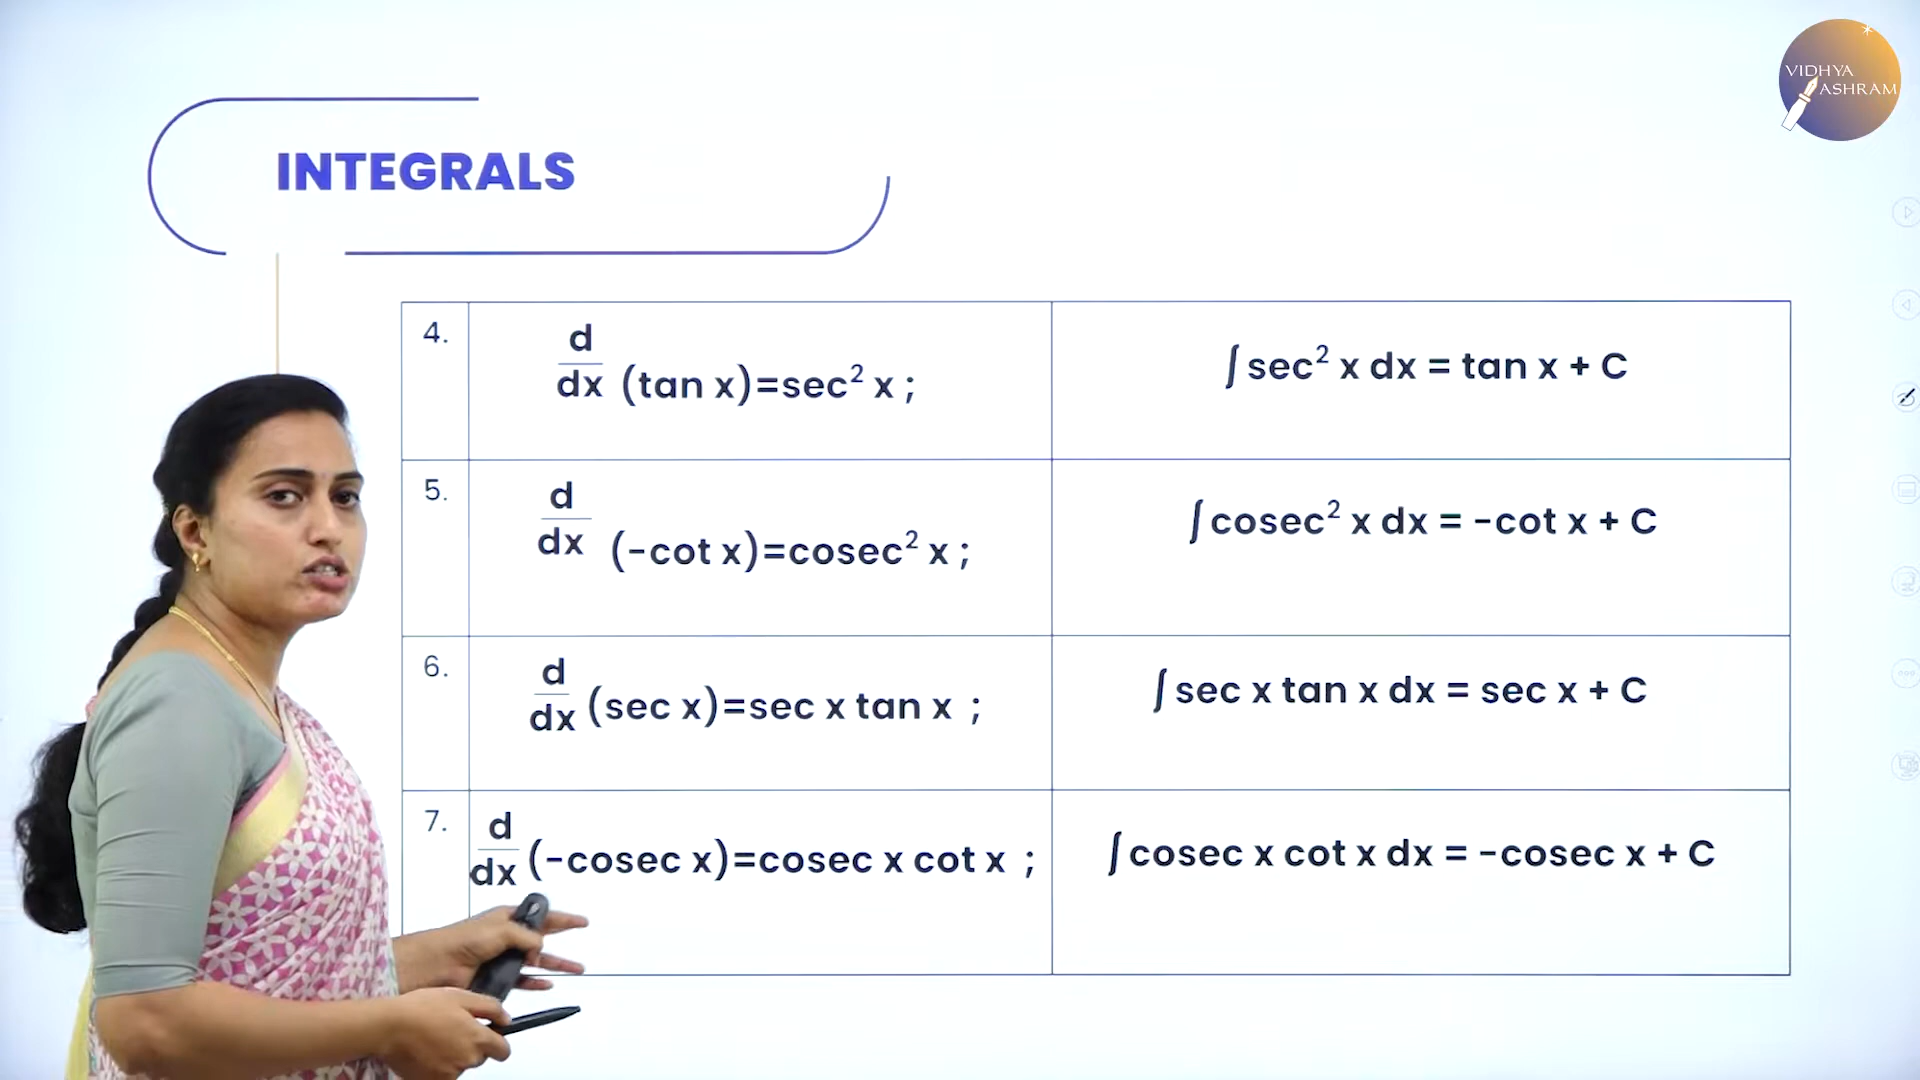 VIDHYA
ASHRAM
INTEGRALS
4.
d
dx (tan x)=sec² x ;
∫ sec² x dx = tan x + C
5.
d
dx (-cot x)=cosec² x ;
∫ cosec² x dx = -cot x + C
6.
d
dx (sec x)=sec x tan x ;
∫ sec x tan x dx = sec x + C
7.
d
dx (-cosec x)=cosec x cot x ;
∫ cosec x cot x dx = -cosec x + C